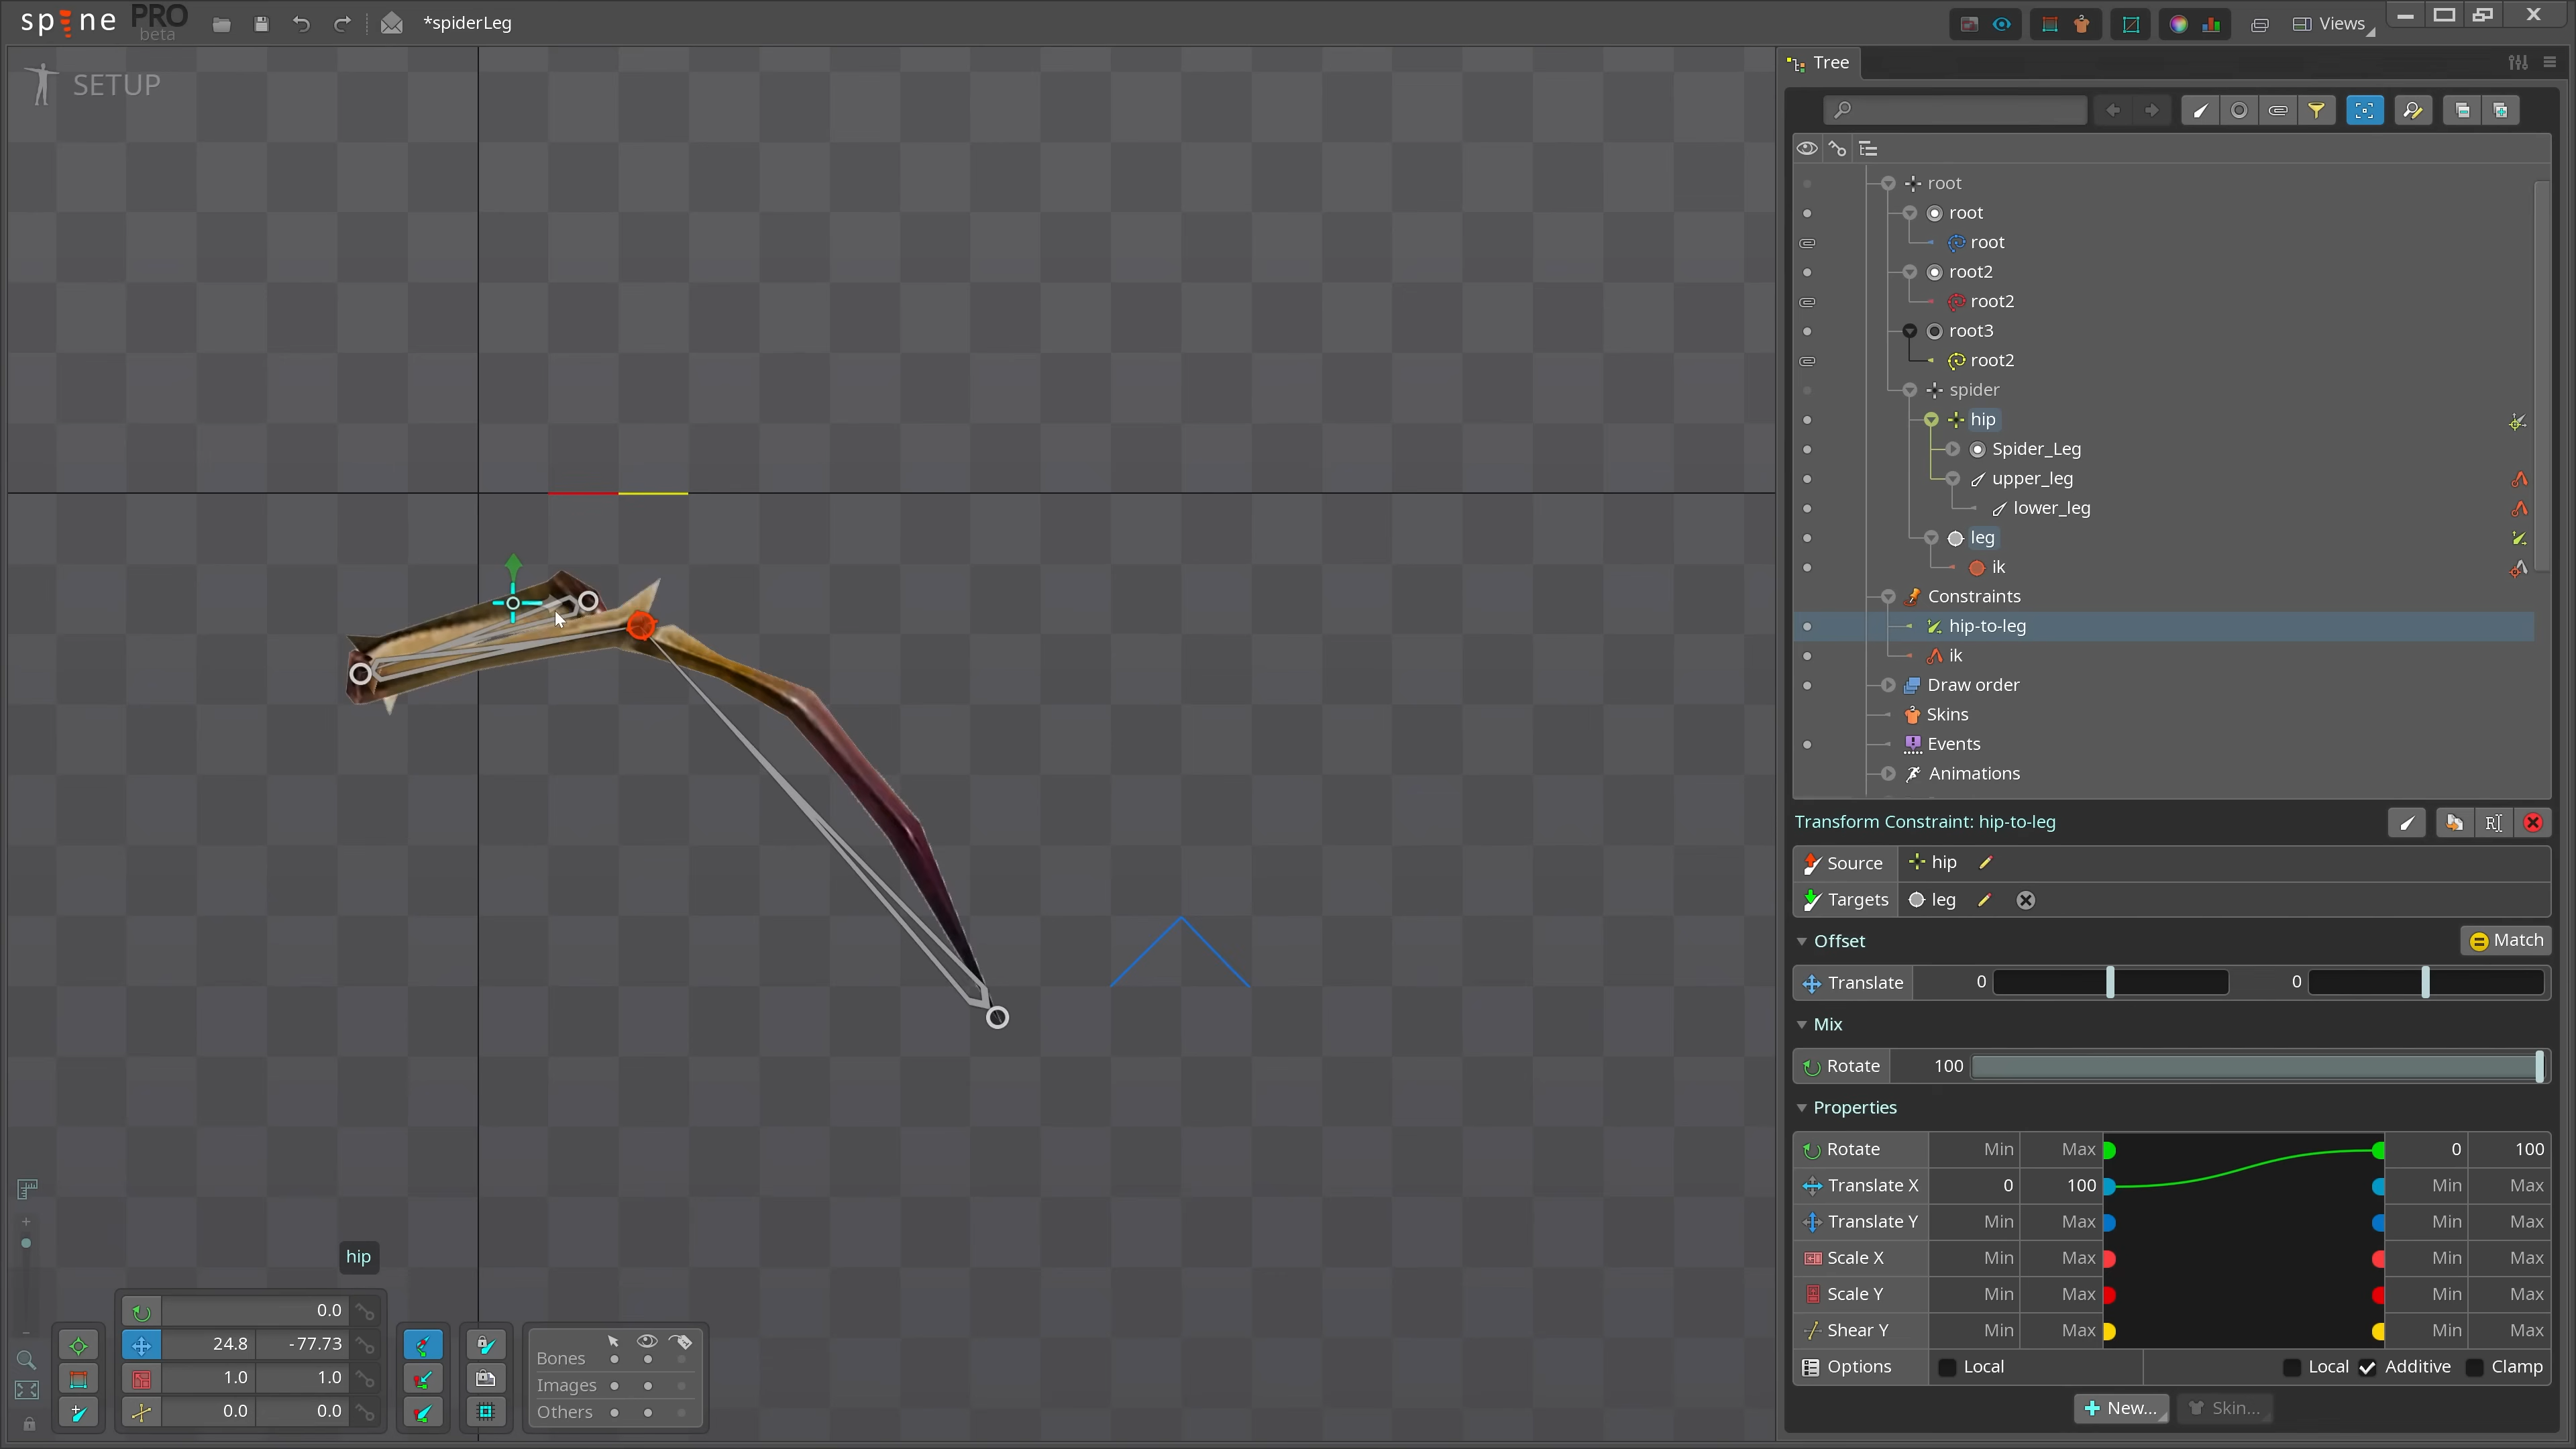 spine PRO beta
*spiderLeg
Views
SETUP
Tree
root
root
root
root2
root2
root3
root2
spider
hip
Spider_Leg
upper_leg
lower_leg
leg
ik
Constraints
hip-to-leg
ik
Draw order
Skins
Events
Animations
Transform Constraint: hip-to-leg
Source hip
Targets leg
Offset Match
Translate 0 0
Mix
Rotate 100
Properties
Rotate Min Max 0 100
Translate X 0 100 Min Max
Translate Y Min Max Min Max
Scale X Min Max Min Max
Scale Y Min Max Min Max
Shear Y Min Max Min Max
Options Local Local Additive Clamp
New... Skin...
hip
0.0
24.8 -77.73
1.0 1.0
0.0 0.0
Bones
Images
Others